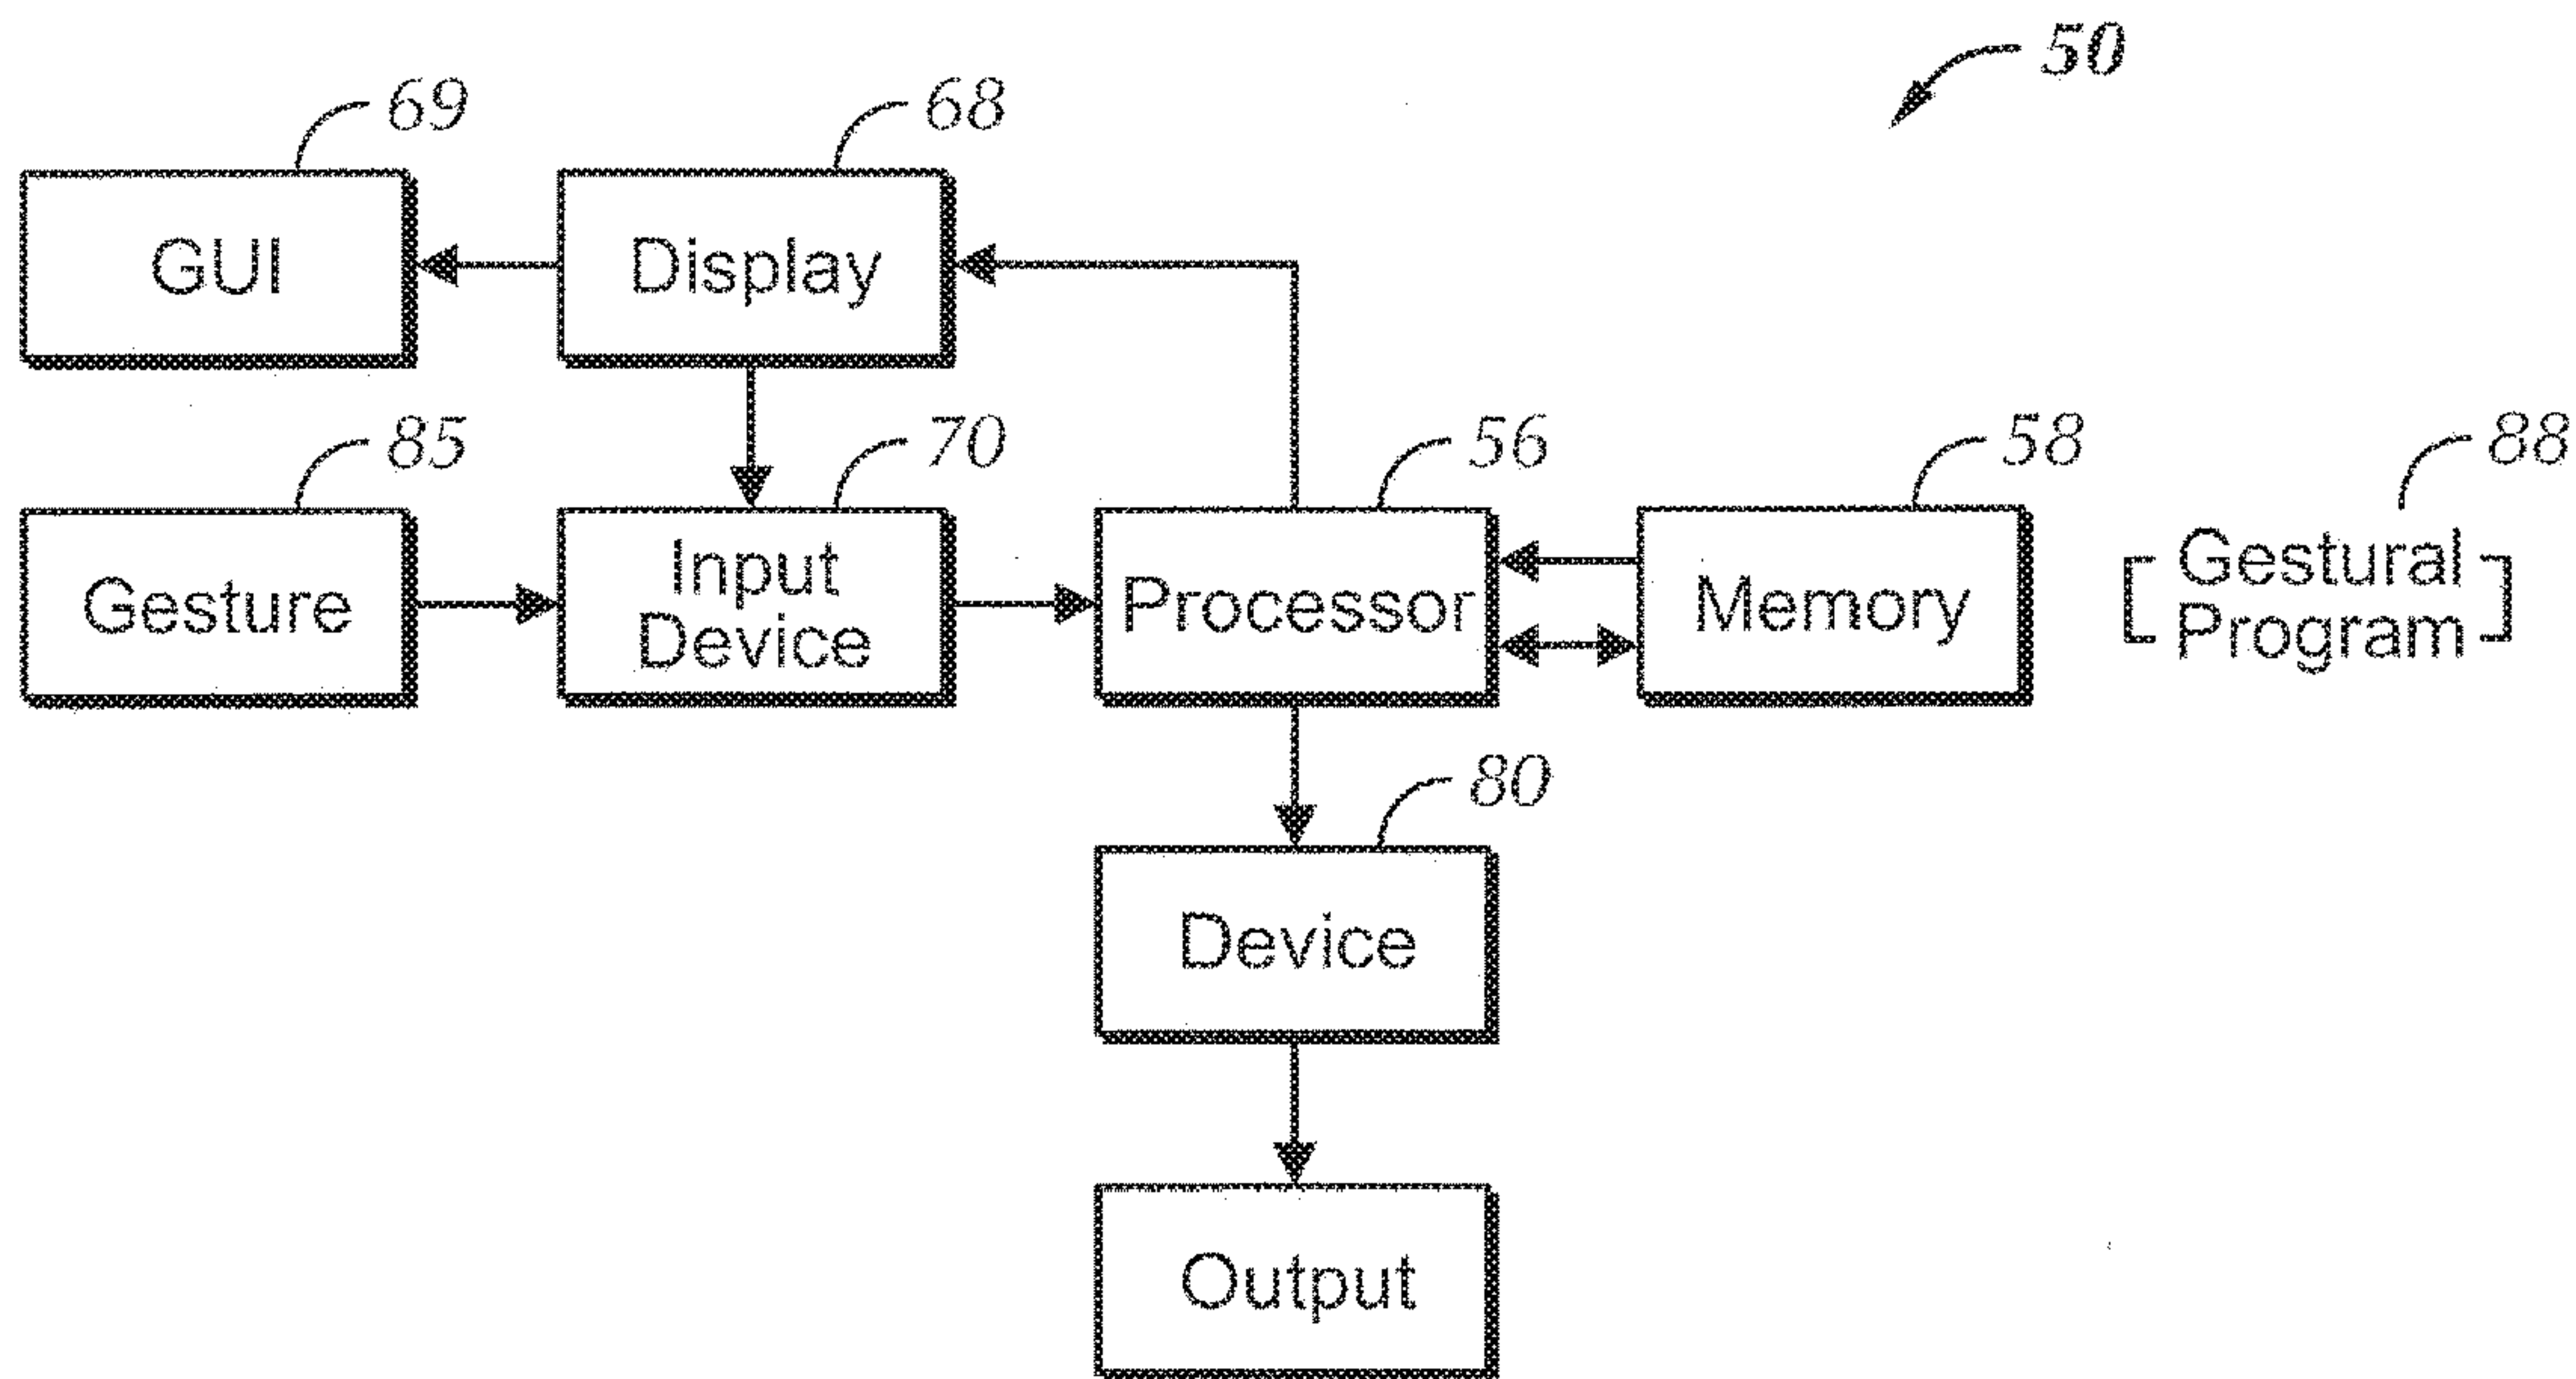 50
69
68
GUI
Display
85
70
56
58
88
Gesture
Input
Device
Processor
Memory
Gestural
Program
80
Device
Output